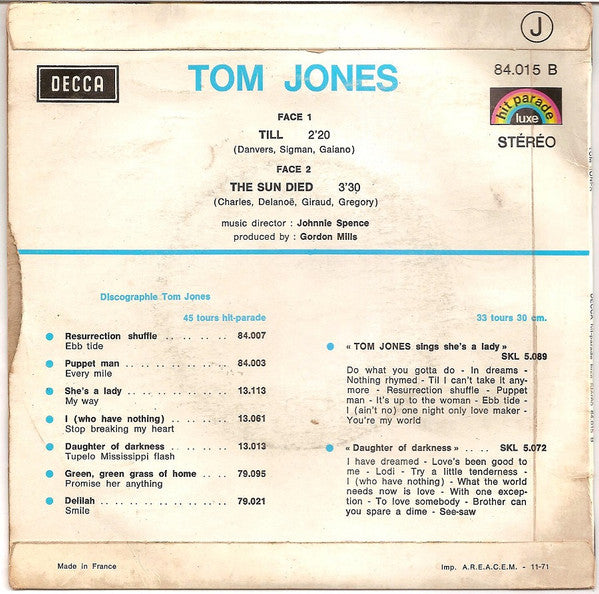 J
DECCA
TOM JONES
84.015 B
hit parade
luxe
STÉRÉO
FACE 1
TILL 2'20
(Danvers, Sigman, Gaiano)
FACE 2
THE SUN DIED 3'30
(Charles, Delanoë, Giraud, Gregory)
music director : Johnnie Spence
produced by : Gordon Mills
Discographie Tom Jones
45 tours hit-parade
Resurrection shuffle . . . . . . 84.007
Ebb tide
Puppet man . . . . . . . . . . . 84.003
Every mile
She's a lady . . . . . . . . . . . 13.113
My way
I (who have nothing) . . . . . . 13.061
Stop breaking my heart
Daughter of darkness . . . . . . 13.013
Tupelo Mississippi flash
Green, green grass of home . . . 79.095
Promise her anything
Delilah . . . . . . . . . . . . . . 79.021
Smile
33 tours 30 cm.
« TOM JONES sings she's a lady »
SKL 5.089
Do what you gotta do - In dreams -
Nothing rhymed - Til I can't take it any-
more - Resurrection shuffle - Puppet
man - It's up to the woman - Ebb tide -
I (ain't no) one night only love maker -
You're my world
« Daughter of darkness » . . . . SKL 5.072
I have dreamed - Love's been good to
me - Lodi - Try a little tenderness -
I (who have nothing) - What the world
needs now is love - With one excep-
tion - To love somebody - Brother can
you spare a dime - See-saw
Made in France
Imp. A.R.E.A.C.E.M. - 11-71
TOM JONES